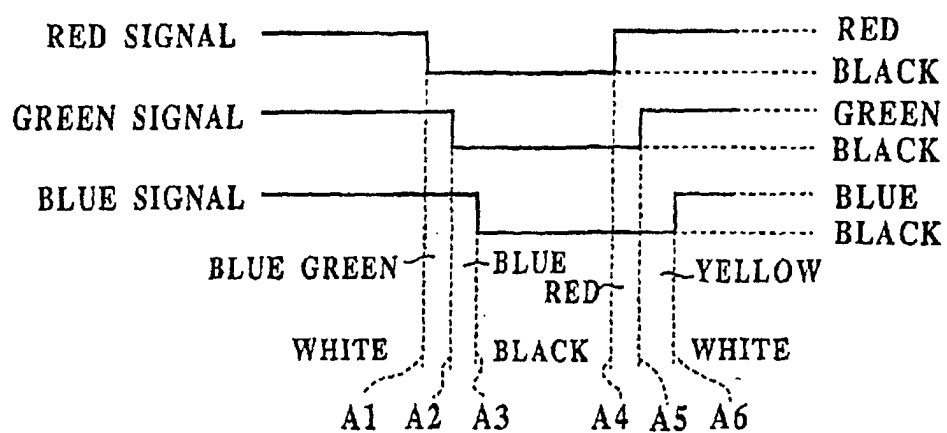 RED SIGNAL RED
BLACK
GREEN SIGNAL GREEN
BLACK
BLUE SIGNAL BLUE
BLACK
BLUE GREEN BLUE RED YELLOW
WHITE BLACK WHITE
A1 A2 A3 A4 A5 A6